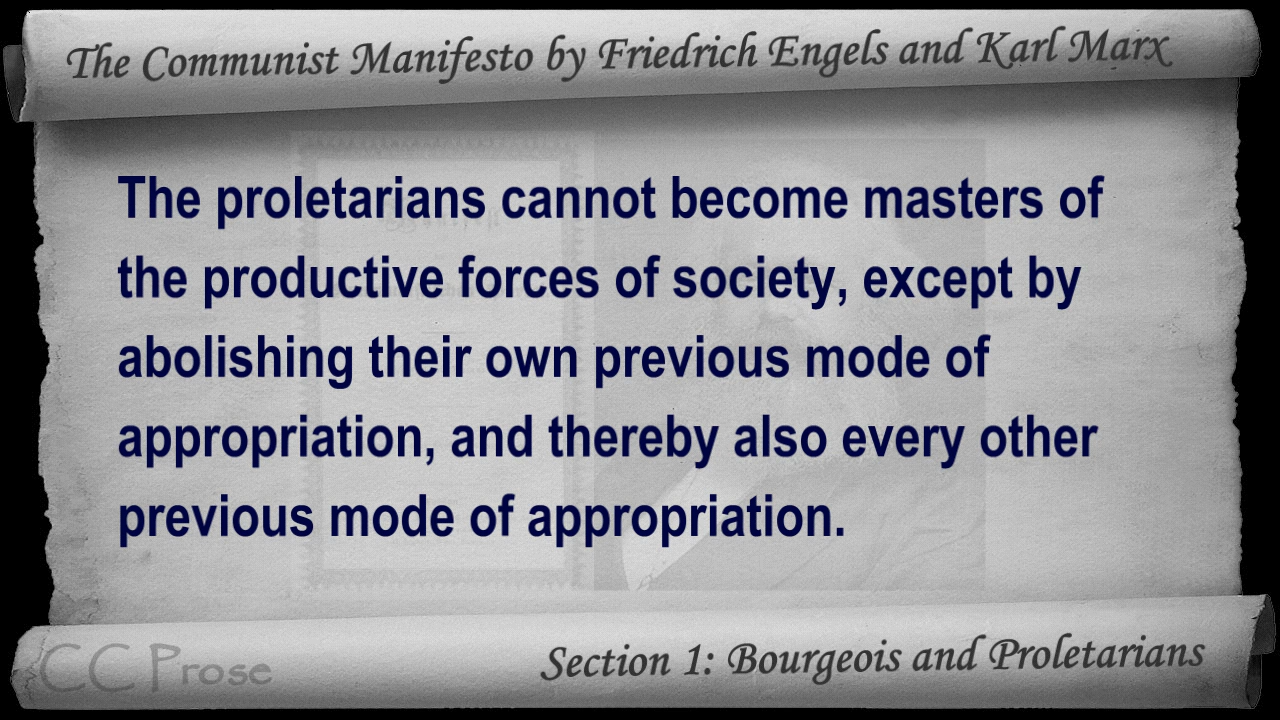 The Communist Manifesto by Friedrich Engels and Karl Marx
The proletarians cannot become masters of
the productive forces of society, except by
abolishing their own previous mode of
appropriation, and thereby also every other
previous mode of appropriation.
CC Prose
Section 1: Bourgeois and Proletarians